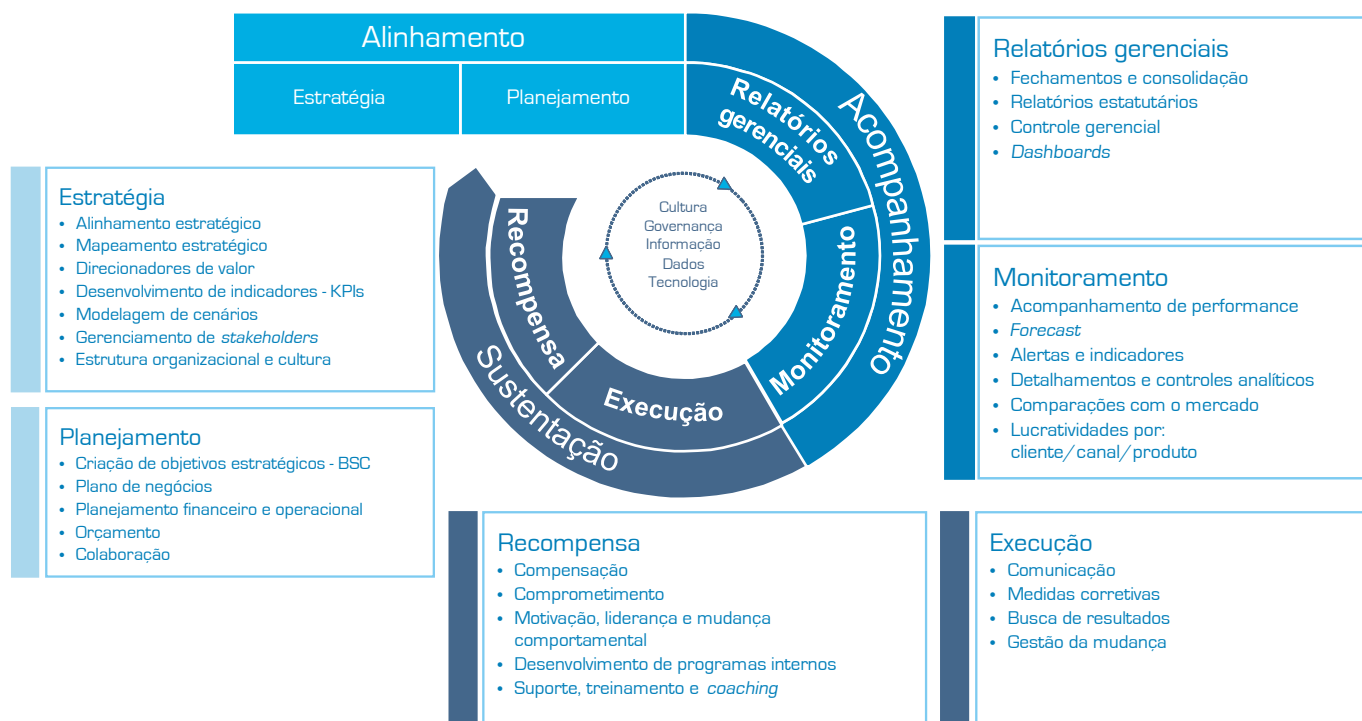 Alinhamento
Estratégia
Planejamento
Relatórios
gerenciais
Acompanhamento
Monitoramento
Execução
Recompensa
Sustentação
Cultura
Governança
Informação
Dados
Tecnologia
Estratégia
• Alinhamento estratégico
• Mapeamento estratégico
• Direcionadores de valor
• Desenvolvimento de indicadores - KPIs
• Modelagem de cenários
• Gerenciamento de stakeholders
• Estrutura organizacional e cultura
Planejamento
• Criação de objetivos estratégicos - BSC
• Plano de negócios
• Planejamento financeiro e operacional
• Orçamento
• Colaboração
Relatórios gerenciais
• Fechamentos e consolidação
• Relatórios estatutários
• Controle gerencial
• Dashboards
Monitoramento
• Acompanhamento de performance
• Forecast
• Alertas e indicadores
• Detalhamentos e controles analíticos
• Comparações com o mercado
• Lucratividades por:
cliente/canal/produto
Recompensa
• Compensação
• Comprometimento
• Motivação, liderança e mudança
comportamental
• Desenvolvimento de programas internos
• Suporte, treinamento e coaching
Execução
• Comunicação
• Medidas corretivas
• Busca de resultados
• Gestão da mudança